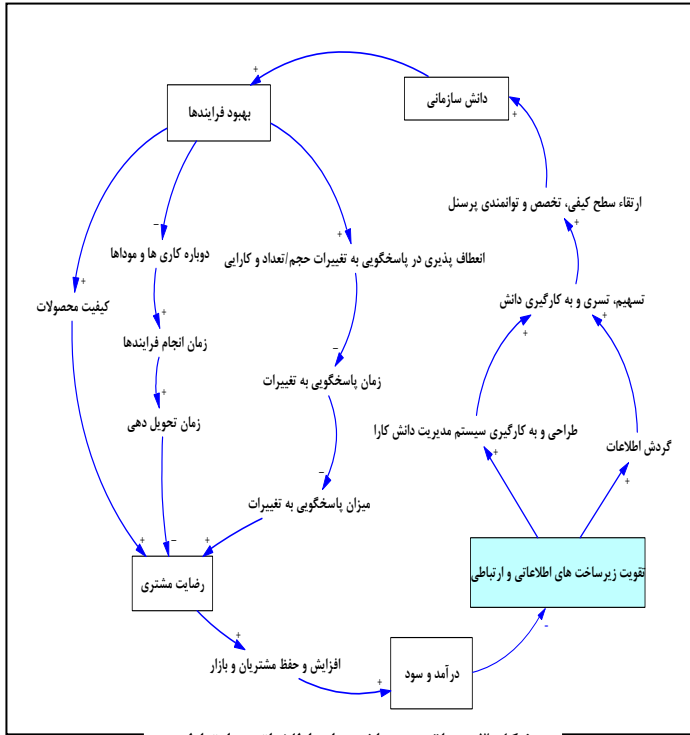 دانش سازمانی
بهبود فرایندها
ارتقاء سطح کیفی، تخصص و توانمندی پرسنل
دوباره کاری ها و موداها
انعطاف پذیری در پاسخگویی به تغییرات حجم/تعداد و کارایی
کیفیت محصولات
تسهیم، تسری و به کارگیری دانش
زمان انجام فرایندها
زمان پاسخگویی به تغییرات
زمان تحویل دهی
طراحی و به کارگیری سیستم مدیریت دانش کارا
گردش اطلاعات
میزان پاسخگویی به تغییرات
رضایت مشتری
تقویت زیرساخت های اطلاعاتی و ارتباطی
افزایش و حفظ مشتریان و بازار
درآمد و سود